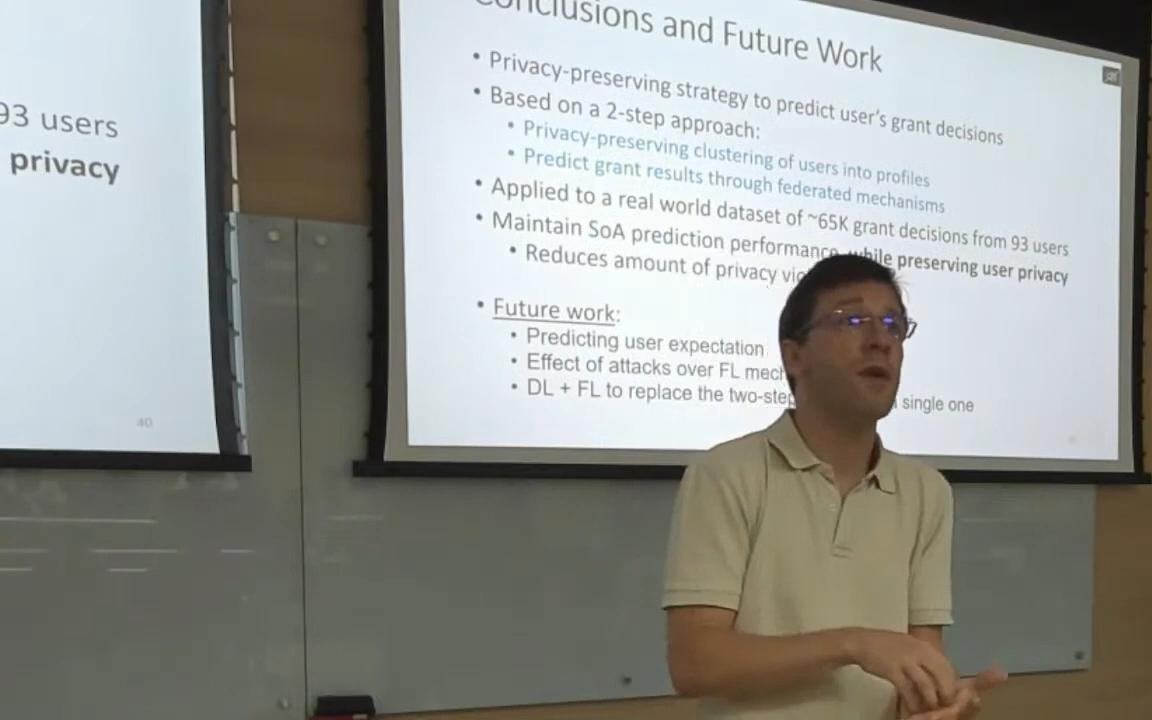 93 users
privacy
40
Conclusions and Future Work
• Privacy-preserving strategy to predict user's grant decisions
• Based on a 2-step approach:
• Privacy-preserving clustering of users into profiles
• Predict grant results through federated mechanisms
• Applied to a real world dataset of ~65K grant decisions from 93 users
• Maintain SoA prediction performance while preserving user privacy
• Reduces amount of privacy
• Future work:
• Predicting user expectation
• Effect of attacks over FL
• DL + FL to replace the two-step single one